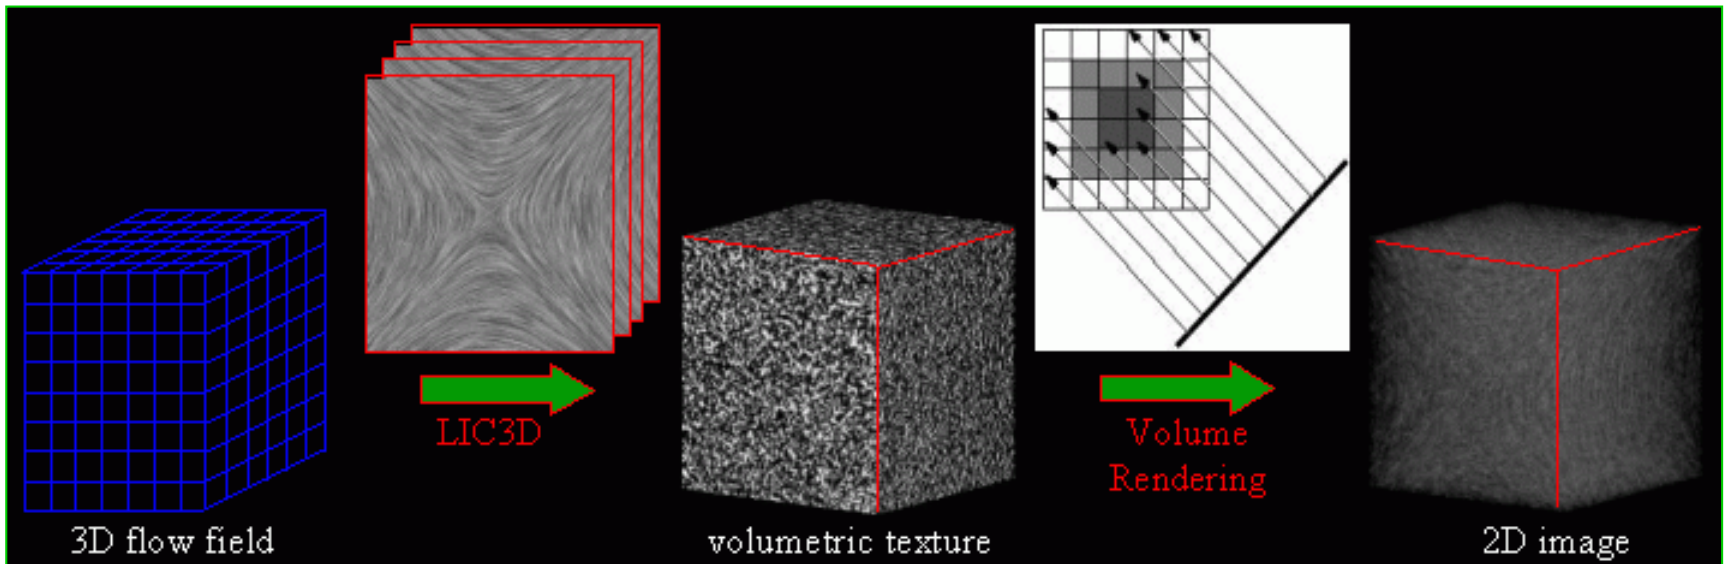 LIC3D
Volume
Rendering
3D flow field
volumetric texture
2D image